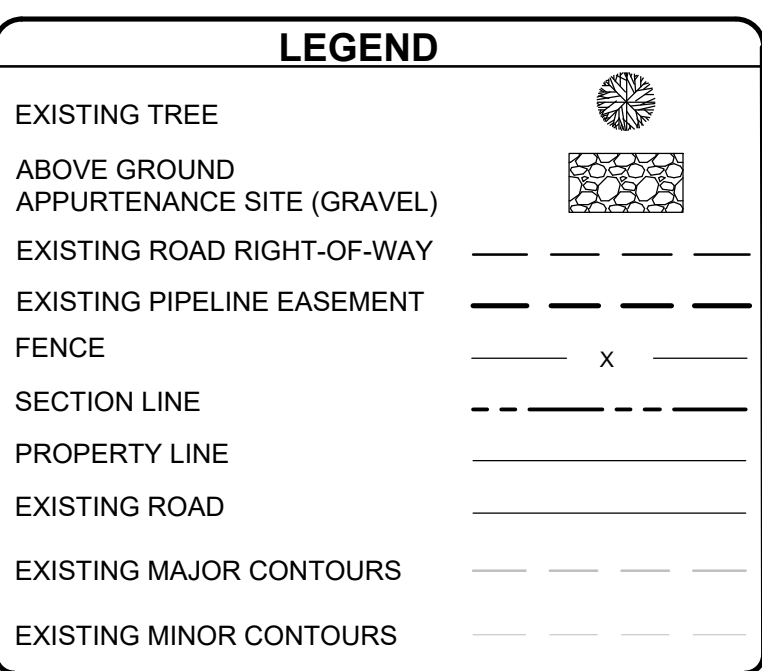 LEGEND
EXISTING TREE
ABOVE GROUND
APPURTENANCE SITE (GRAVEL)
EXISTING ROAD RIGHT-OF-WAY
EXISTING PIPELINE EASEMENT
FENCE X
SECTION LINE
PROPERTY LINE
EXISTING ROAD
EXISTING MAJOR CONTOURS
EXISTING MINOR CONTOURS